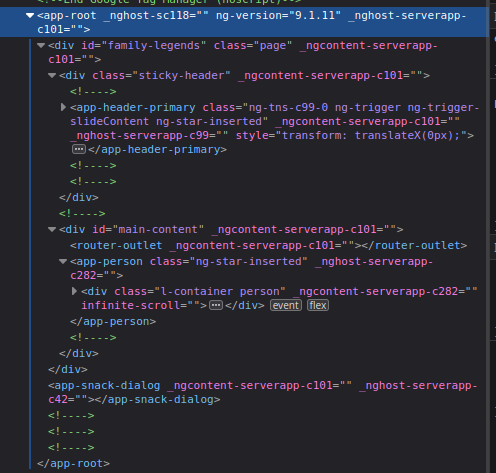 <!--End Google Tag Manager (noscript)-->
<app-root _nghost-sc118="" ng-version="9.1.11" _nghost-serverapp-
c101="">
<div id="family-legends" class="page" _ngcontent-serverapp-
c101="">
<div class="sticky-header" _ngcontent-serverapp-c101="">
<!---->
<app-header-primary class="ng-tns-c99-0 ng-trigger ng-trigger-
slideContent ng-star-inserted" _ngcontent-serverapp-c101=""
_nghost-serverapp-c99="" style="transform: translateX(0px);">
</app-header-primary>
<!---->
<!---->
</div>
<!---->
<div id="main-content" _ngcontent-serverapp-c101="">
<router-outlet _ngcontent-serverapp-c101=""></router-outlet>
<app-person class="ng-star-inserted" _nghost-serverapp-
c282="">
<div class="l-container person" _ngcontent-serverapp-c282=""
infinite-scroll=""></div> event flex
</app-person>
<!---->
</div>
</div>
<app-snack-dialog _ngcontent-serverapp-c101="" _nghost-serverapp-
c42=""></app-snack-dialog>
<!---->
<!---->
<!---->
</app-root>